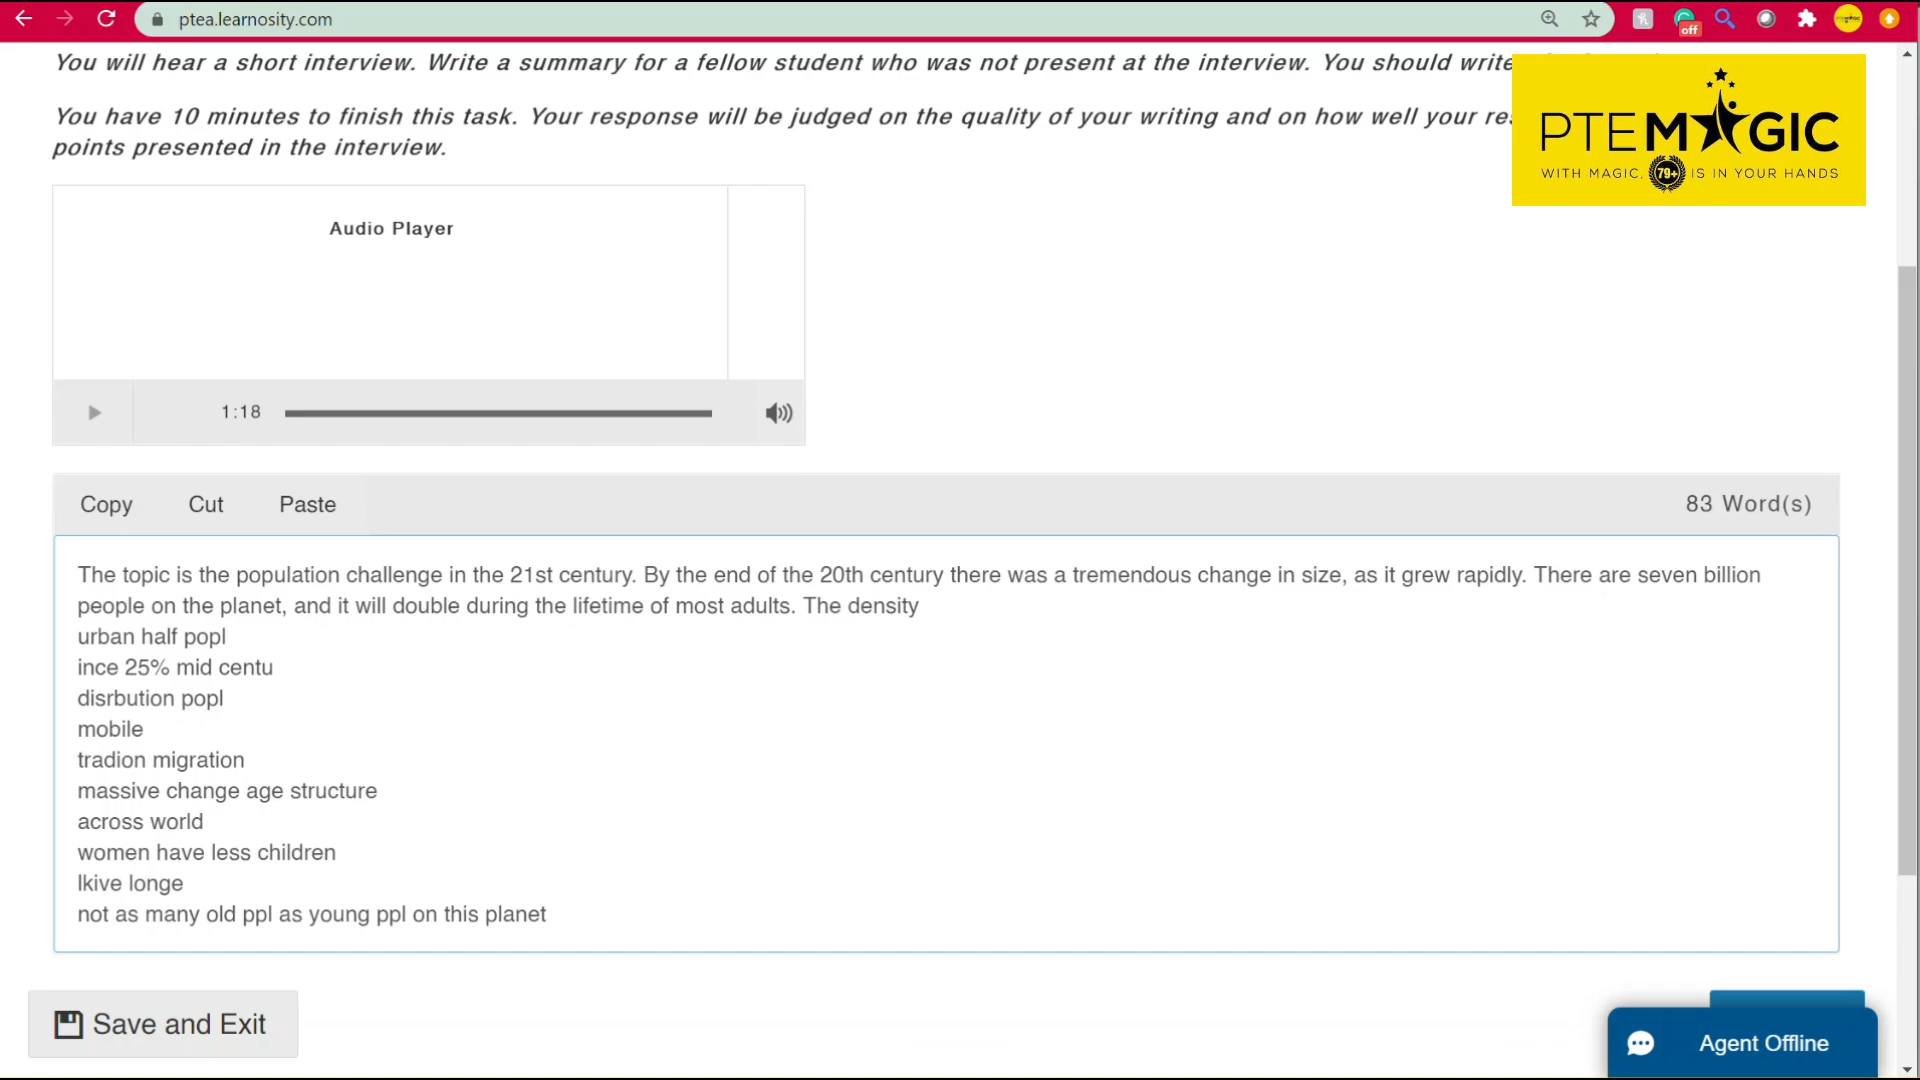 ptea.learnosity.com
off
You will hear a short interview. Write a summary for a fellow student who was not present at the interview. You should write
You have 10 minutes to finish this task. Your response will be judged on the quality of your writing and on how well your
points presented in the interview.
PTE MAGIC
WITH MAGIC, 79+ IS IN YOUR HANDS
Audio Player
1:18
Copy Cut Paste 83 Word(s)
The topic is the population challenge in the 21st century. By the end of the 20th century there was a tremendous change in size, as it grew rapidly. There are seven billion
people on the planet, and it will double during the lifetime of most adults. The density
urban half popl
ince 25% mid centu
disrbution popl
mobile
tradion migration
massive change age structure
across world
women have less children
lkive longe
not as many old ppl as young ppl on this planet
Save and Exit
Agent Offline